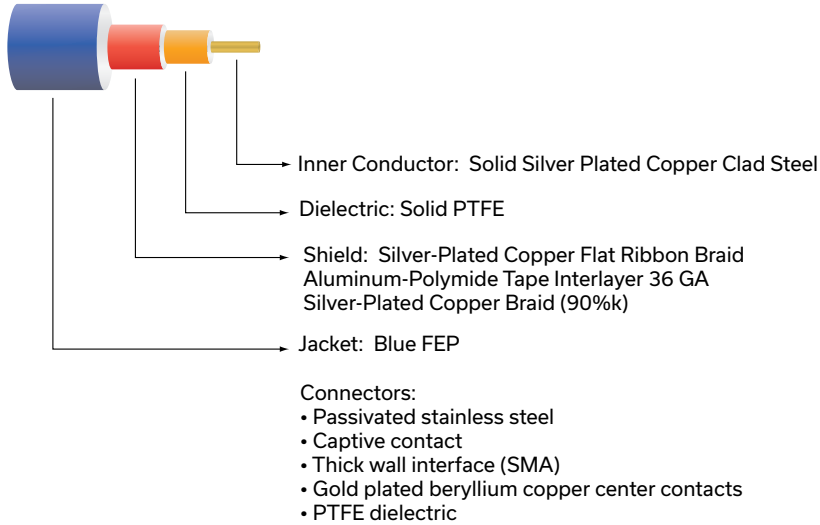 Inner Conductor: Solid Silver Plated Copper Clad Steel
Dielectric: Solid PTFE
Shield: Silver-Plated Copper Flat Ribbon Braid
Aluminum-Polymide Tape Interlayer 36 GA
Silver-Plated Copper Braid (90%k)
Jacket: Blue FEP
Connectors:
• Passivated stainless steel
• Captive contact
• Thick wall interface (SMA)
• Gold plated beryllium copper center contacts
• PTFE dielectric